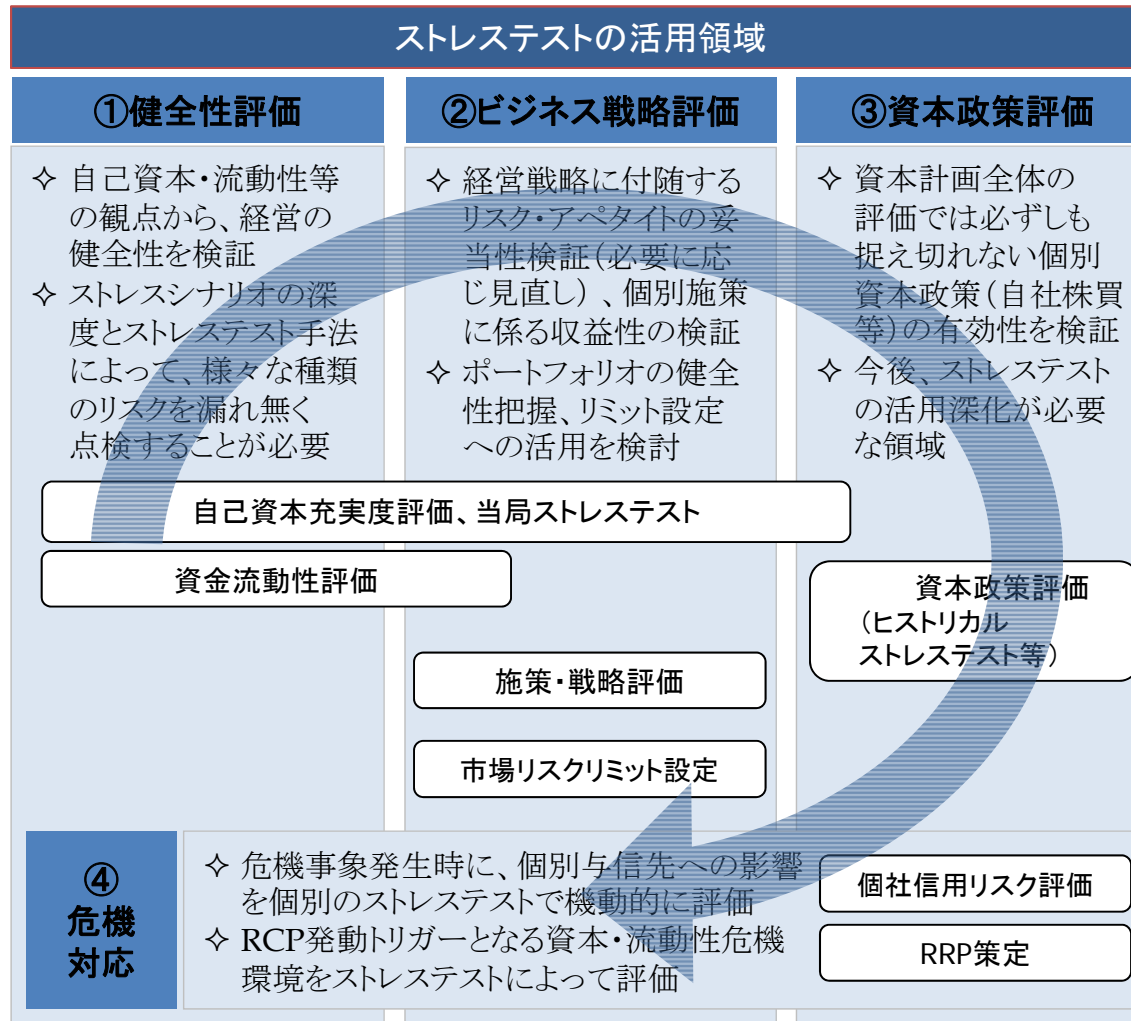 ストレステストの活用領域
①健全性評価
✧ 自己資本・流動性等
の観点から、経営の
健全性を検証
✧ ストレスシナリオの深
度とストレステスト手法
によって、様々な種類
のリスクを漏れ無く
点検することが必要
②ビジネス戦略評価
✧ 経営戦略に付随する
リスク・アペタイトの妥
当性検証（必要に応
じ見直し）、個別施策
に係る収益性の検証
✧ ポートフォリオの健全
性把握、リミット設定
への活用を検討
③資本政策評価
✧ 資本計画全体の
評価では必ずしも
捉え切れない個別
資本政策（自社株買
等）の有効性を検証
✧ 今後、ストレステスト
の活用深化が必要
な領域
自己資本充実度評価、当局ストレステスト
資金流動性評価
資本政策評価
（ヒストリカル
ストレステスト等）
施策・戦略評価
市場リスクリミット設定
④
危機
対応
✧ 危機事象発生時に、個別与信先への影響
を個別のストレステストで機動的に評価
✧ RCP発動トリガーとなる資本・流動性危機
環境をストレステストによって評価
個社信用リスク評価
RRP策定